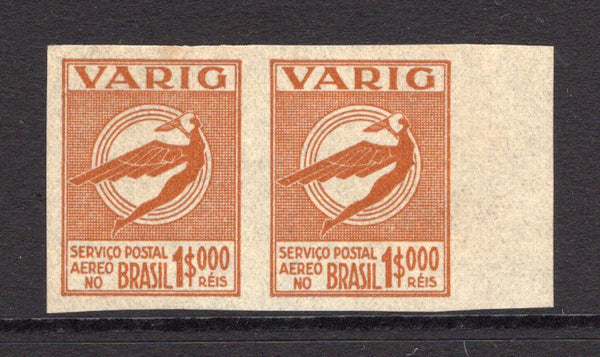 VARIG
SERVIÇO POSTAL
AEREO
NO BRASIL 1$000
RÉIS
VARIG
SERVIÇO POSTAL
AEREO
NO BRASIL 1$000
RÉIS